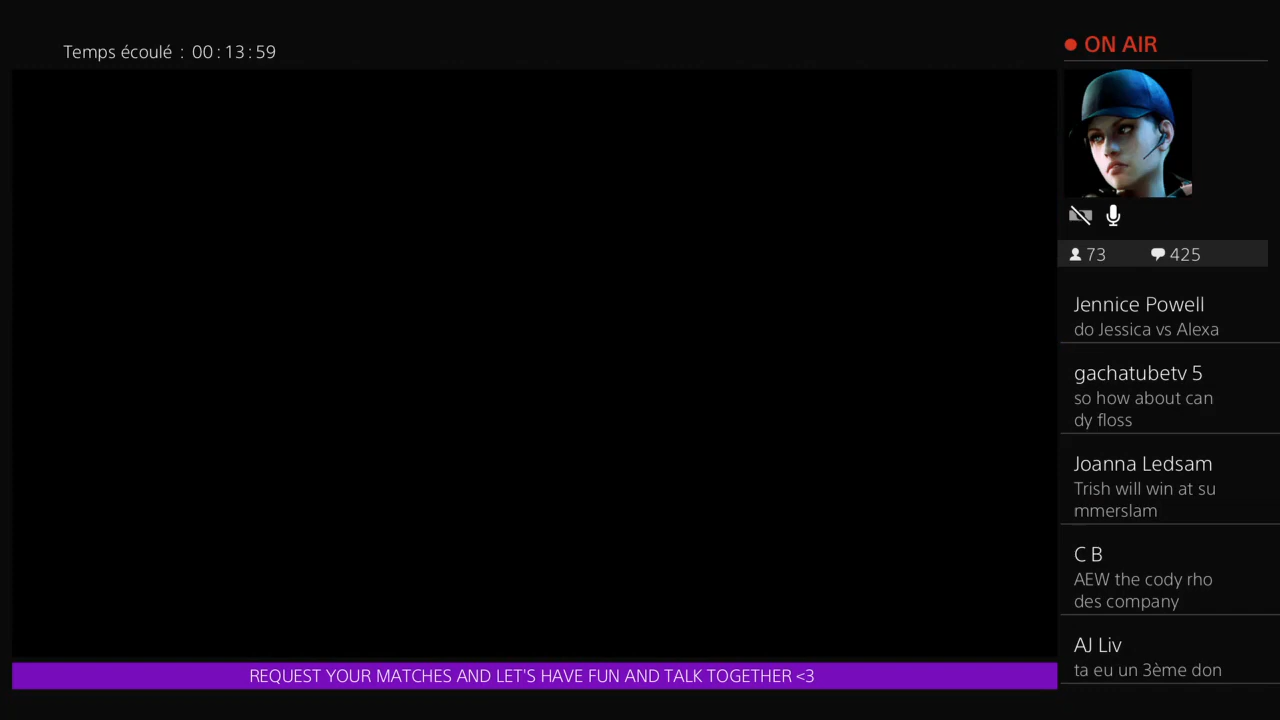 Temps écoulé : 00:13:59
ON AIR
73 425
Jennice Powell
do Jessica vs Alexa
gachatubetv 5
so how about can
dy floss
Joanna Ledsam
Trish will win at su
mmerslam
C B
AEW the cody rho
des company
AJ Liv
ta eu un 3ème don
REQUEST YOUR MATCHES AND LET'S HAVE FUN AND TALK TOGETHER <3